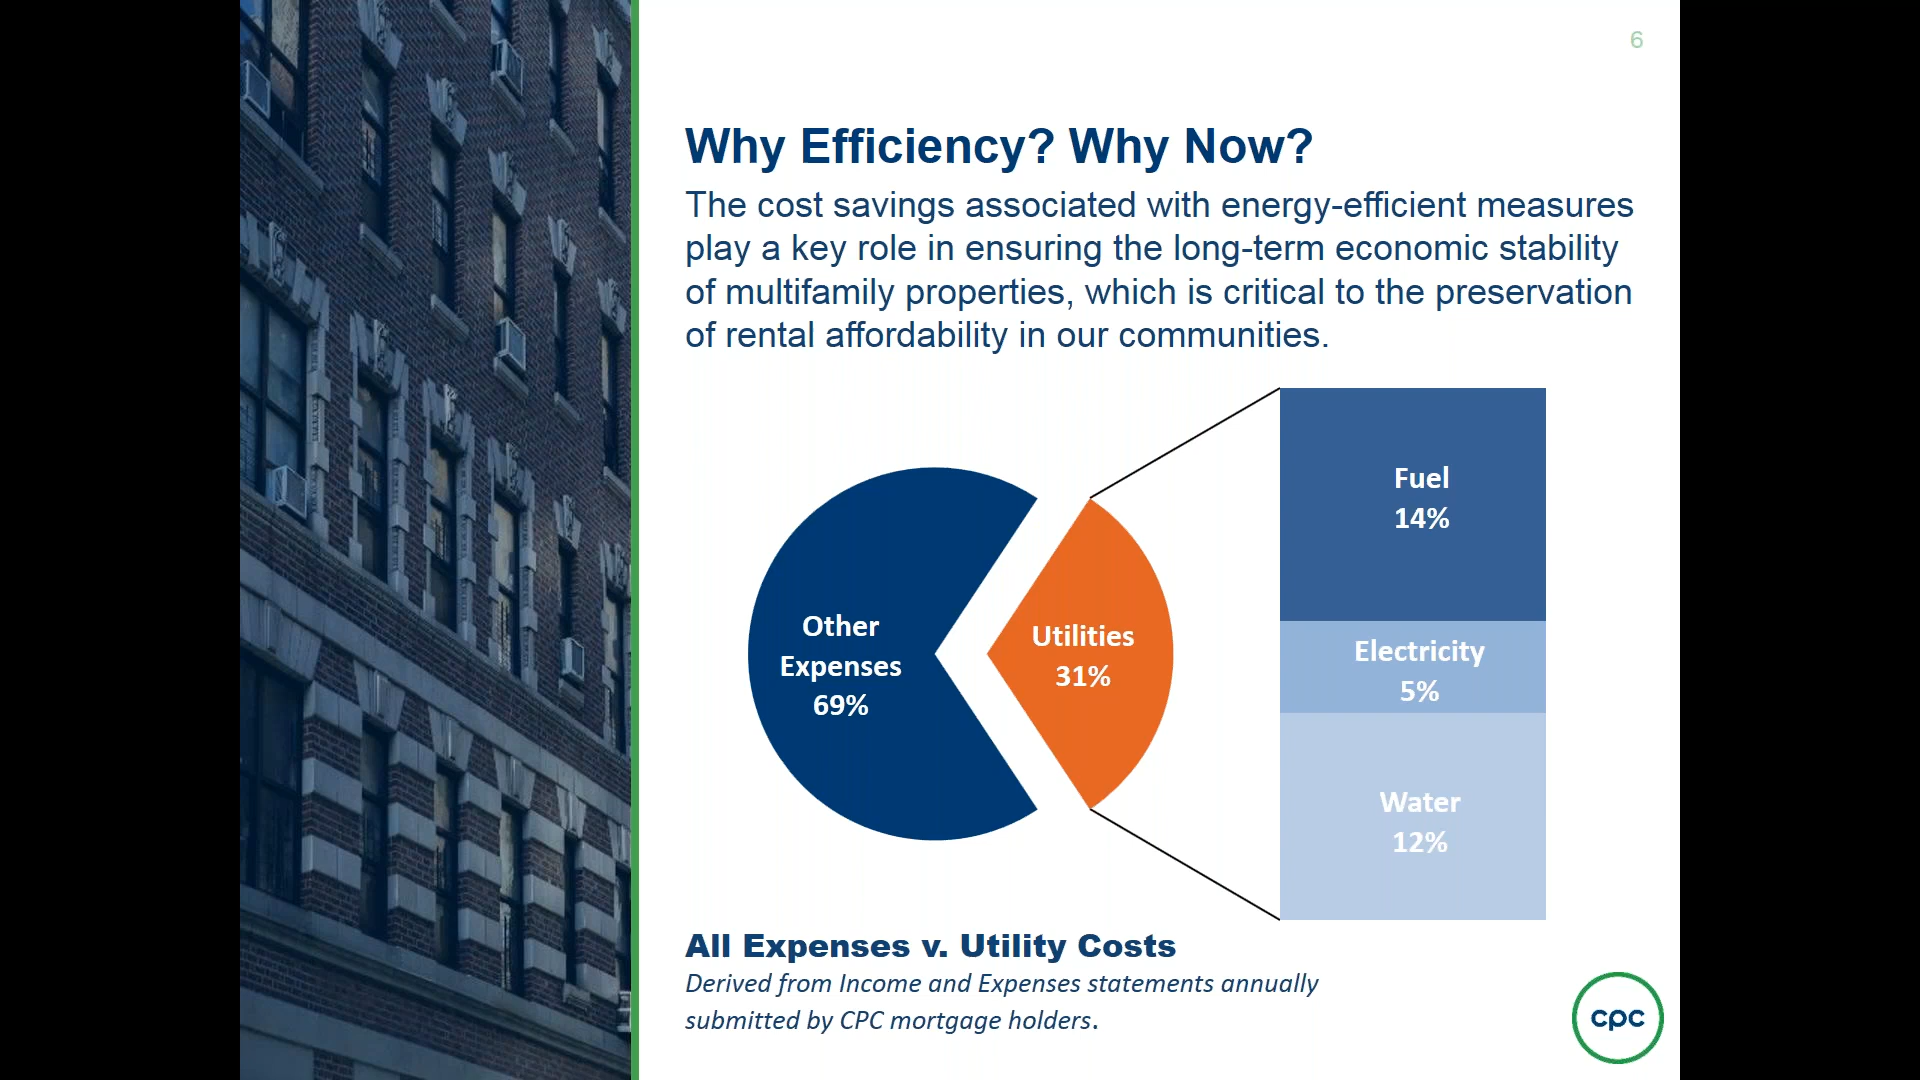 6
Why Efficiency? Why Now?
The cost savings associated with energy-efficient measures
play a key role in ensuring the long-term economic stability
of multifamily properties, which is critical to the preservation
of rental affordability in our communities.
Other
Expenses
69%
Utilities
31%
Fuel
14%
Electricity
5%
Water
12%
All Expenses v. Utility Costs
Derived from Income and Expenses statements annually
submitted by CPC mortgage holders.
cpc